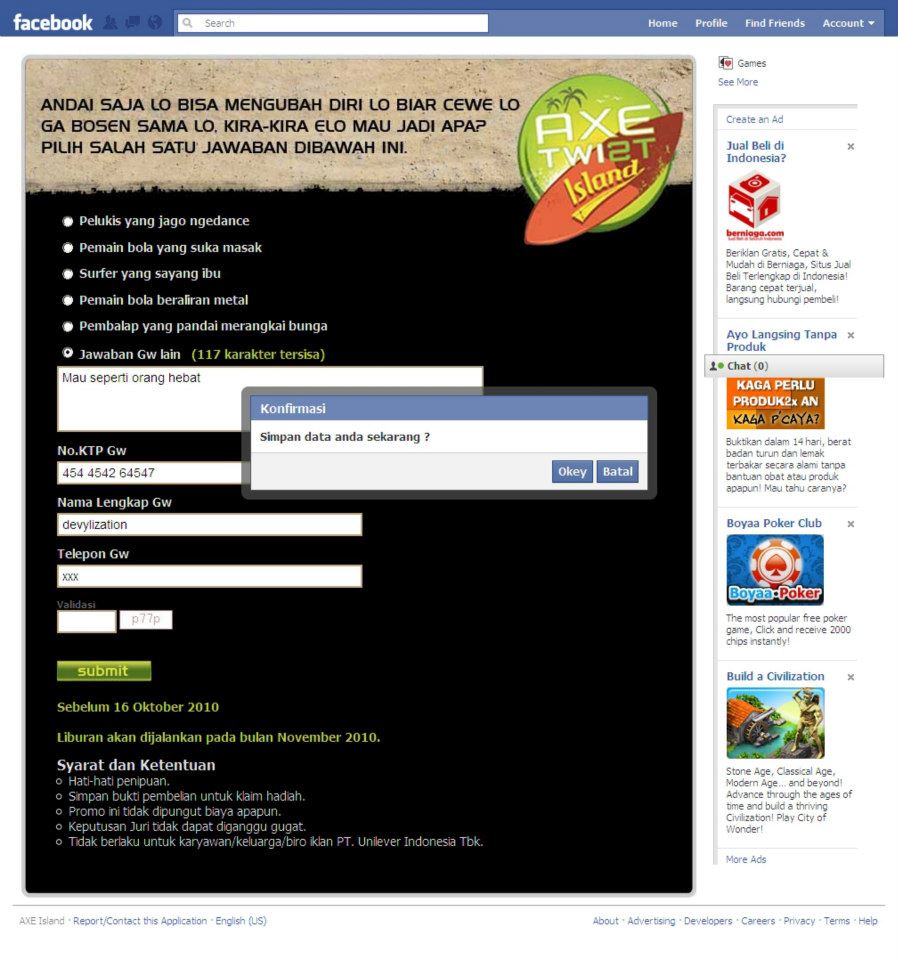 facebook
Search
Home Profile Find Friends Account
ANDAI SAJA LO BISA MENGUBAH DIRI LO BIAR CEWE LO
GA BOSEN SAMA LO, KIRA-KIRA ELO MAU JADI APA?
PILIH SALAH SATU JAWABAN DIBAWAH INI.
AXE
TWI2T
Island
Pelukis yang jago ngedance
Pemain bola yang suka masak
Surfer yang sayang ibu
Pemain bola beraliran metal
Pembalap yang pandai merangkai bunga
Jawaban Gw lain (117 karakter tersisa)
Mau seperti orang hebat
Konfirmasi
Simpan data anda sekarang ?
Okey Batal
No.KTP Gw
454 4542 64547
Nama Lengkap Gw
devylization
Telepon Gw
xxx
Validasi
p77p
submit
Sebelum 16 Oktober 2010
Liburan akan dijalankan pada bulan November 2010.
Syarat dan Ketentuan
Hati-hati penipuan.
Simpan bukti pembelian untuk klaim hadiah.
Promo ini tidak dipungut biaya apapun.
Keputusan Juri tidak dapat diganggu gugat.
Tidak berlaku untuk karyawan/keluarga/biro iklan PT. Unilever Indonesia Tbk.
Games
See More
Create an Ad
Jual Beli di
Indonesia?
berniaga.com
Beriklan Gratis, Cepat &
Mudah di Berniaga, Situs Jual
Beli Terlengkap di Indonesia!
Barang cepat terjual,
langsung hubungi pembeli!
Ayo Langsing Tanpa
Produk
Chat (0)
KAGA PERLU
PRODUK2x AN
KAGA P'CAYA?
Buktikan dalam 14 hari, berat
badan turun dan lemak
terbakar secara alami tanpa
bantuan obat atau produk
apapun! Mau tahu caranya?
Boyaa Poker Club
Boyaa Poker
The most popular free poker
game, Click and receive 2000
chips instantly!
Build a Civilization
Stone Age, Classical Age,
Modern Age... and beyond!
Advance through the ages of
time and build a thriving
Civilization! Play City of
Wonder!
More Ads
AXE Island · Report/Contact this Application · English (US)
About · Advertising · Developers · Careers · Privacy · Terms · Help